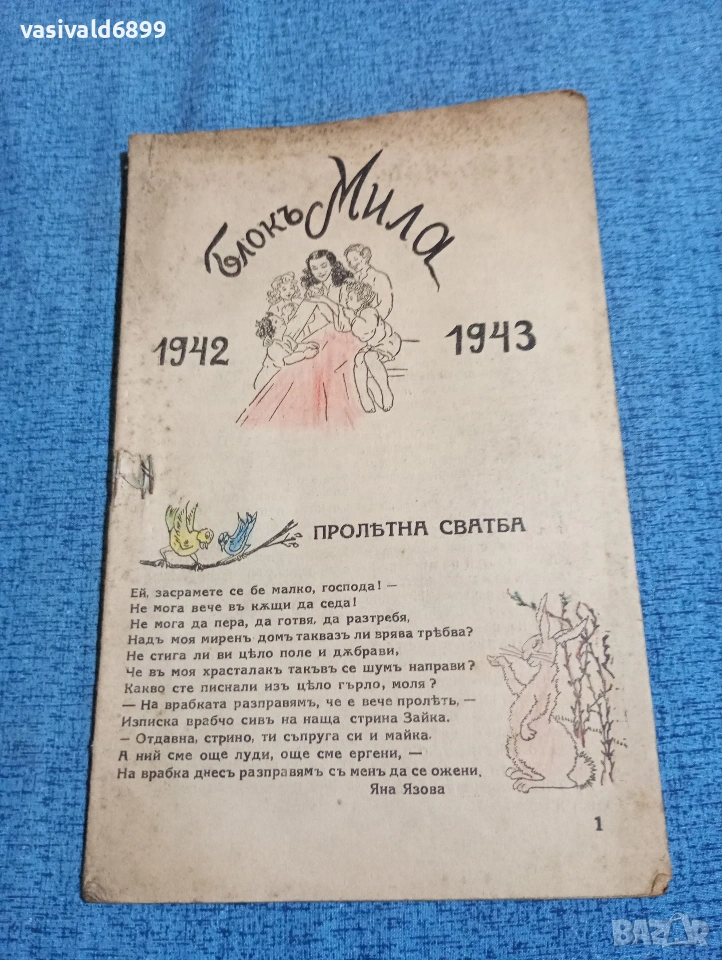 vasivald6899
Блокъ Мила
1942 1943
ПРОЛѢТНА СВАТБА
Ей, засрамете се бе малко, господа! —
Не мога вече въ кѫщи да седа!
Не мога да пера, да готвя, да разтребя,
Надъ моя миренъ домъ таквазъ ли врява трѣбва?
Не стига ли ви цѣло поле и дѫбрави,
Че въ моя храсталакъ такъвъ се шумъ направи?
Какво сте писнали изъ цѣло гърло, моля?
— На врабката разправямъ, че е вече пролѣть, —
Изписка врабчо сивъ на наща стрина Зайка.
— Отдавна, стрино, ти съпруга си и майка.
А ний сме още луди, още сме ергени, —
На врабка днесъ разправямъ съ менъ да се ожени.
Яна Язова
1
BAZAR